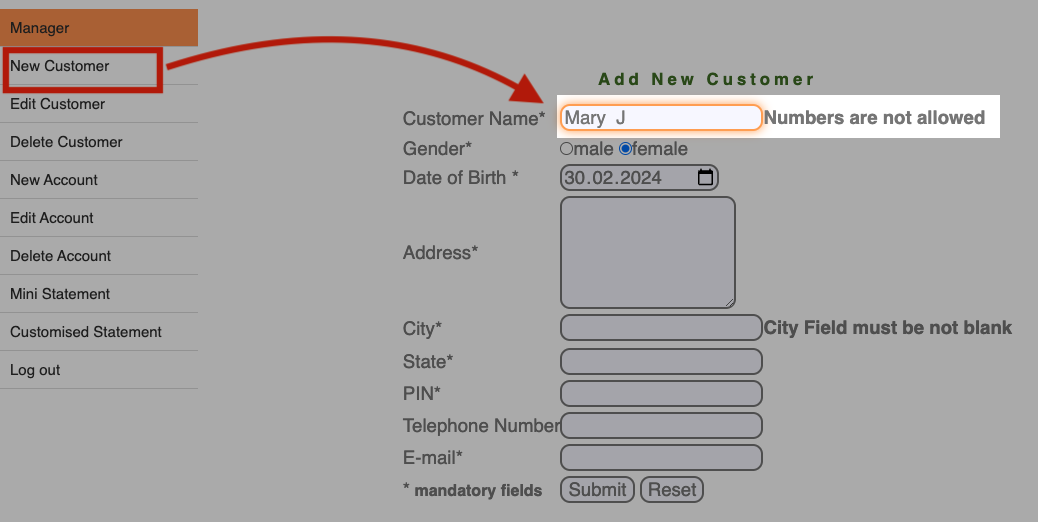 Manager
New Customer
Edit Customer
Delete Customer
New Account
Edit Account
Delete Account
Mini Statement
Customised Statement
Log out
Add New Customer
Customer Name* Mary  J Numbers are not allowed
Gender* male female
Date of Birth * 30.02.2024
Address*
City* City Field must be not blank
State*
PIN*
Telephone Number
E-mail*
* mandatory fields Submit Reset